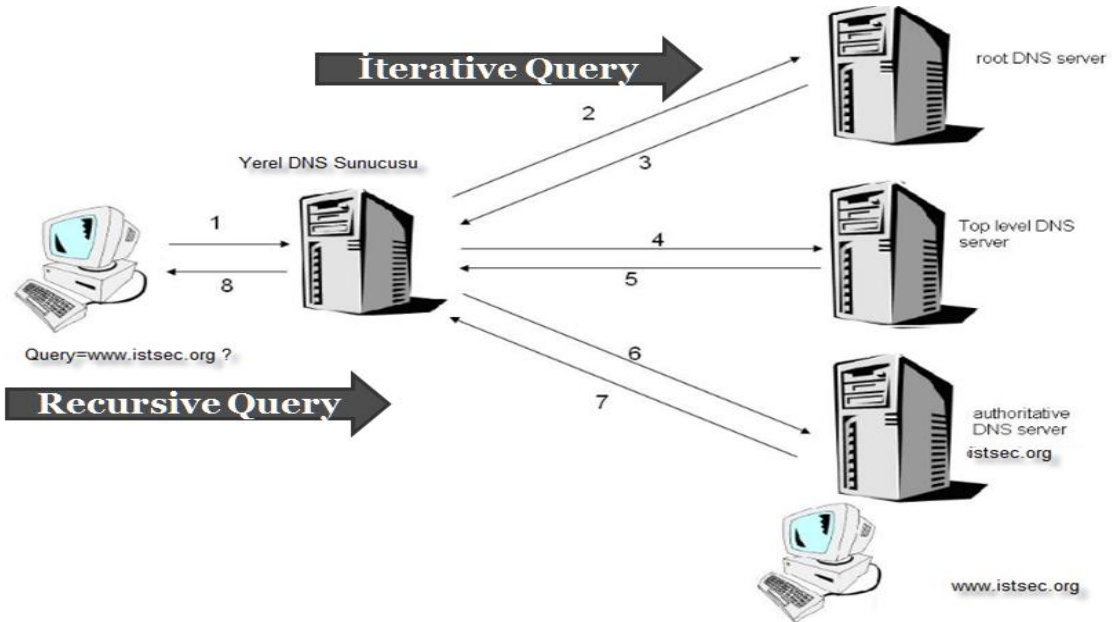 İterative Query
root DNS server
2
3
Yerel DNS Sunucusu
1
8
4
5
Top level DNS
server
Query=www.istsec.org ?
Recursive Query
6
7
authoritative
DNS server
istsec.org
www.istsec.org